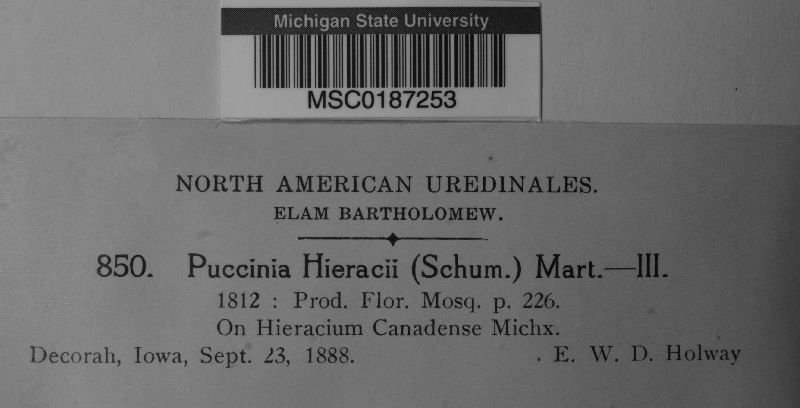 Michigan State University
MSC0187253
NORTH AMERICAN UREDINALES.
ELAM BARTHOLOMEW.
850. Puccinia Hieracii (Schum.) Mart.—III.
1812 : Prod. Flor. Mosq. p. 226.
On Hieracium Canadense Michx.
Decorah, Iowa, Sept. 23, 1888. E. W. D. Holway